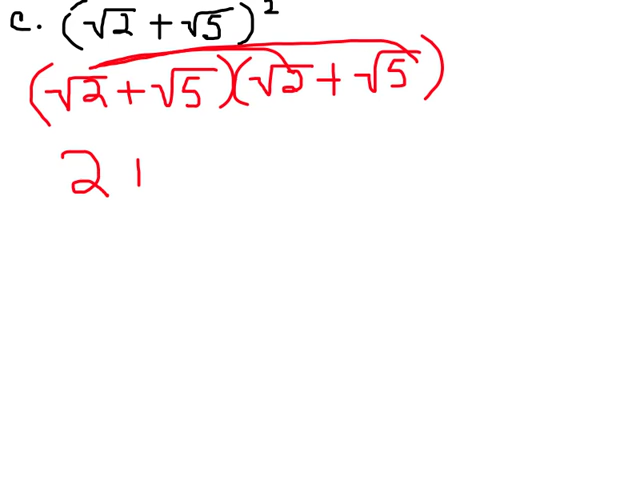 c. (√2 + √5)²
(√2 + √5)(√2 + √5)
2 |